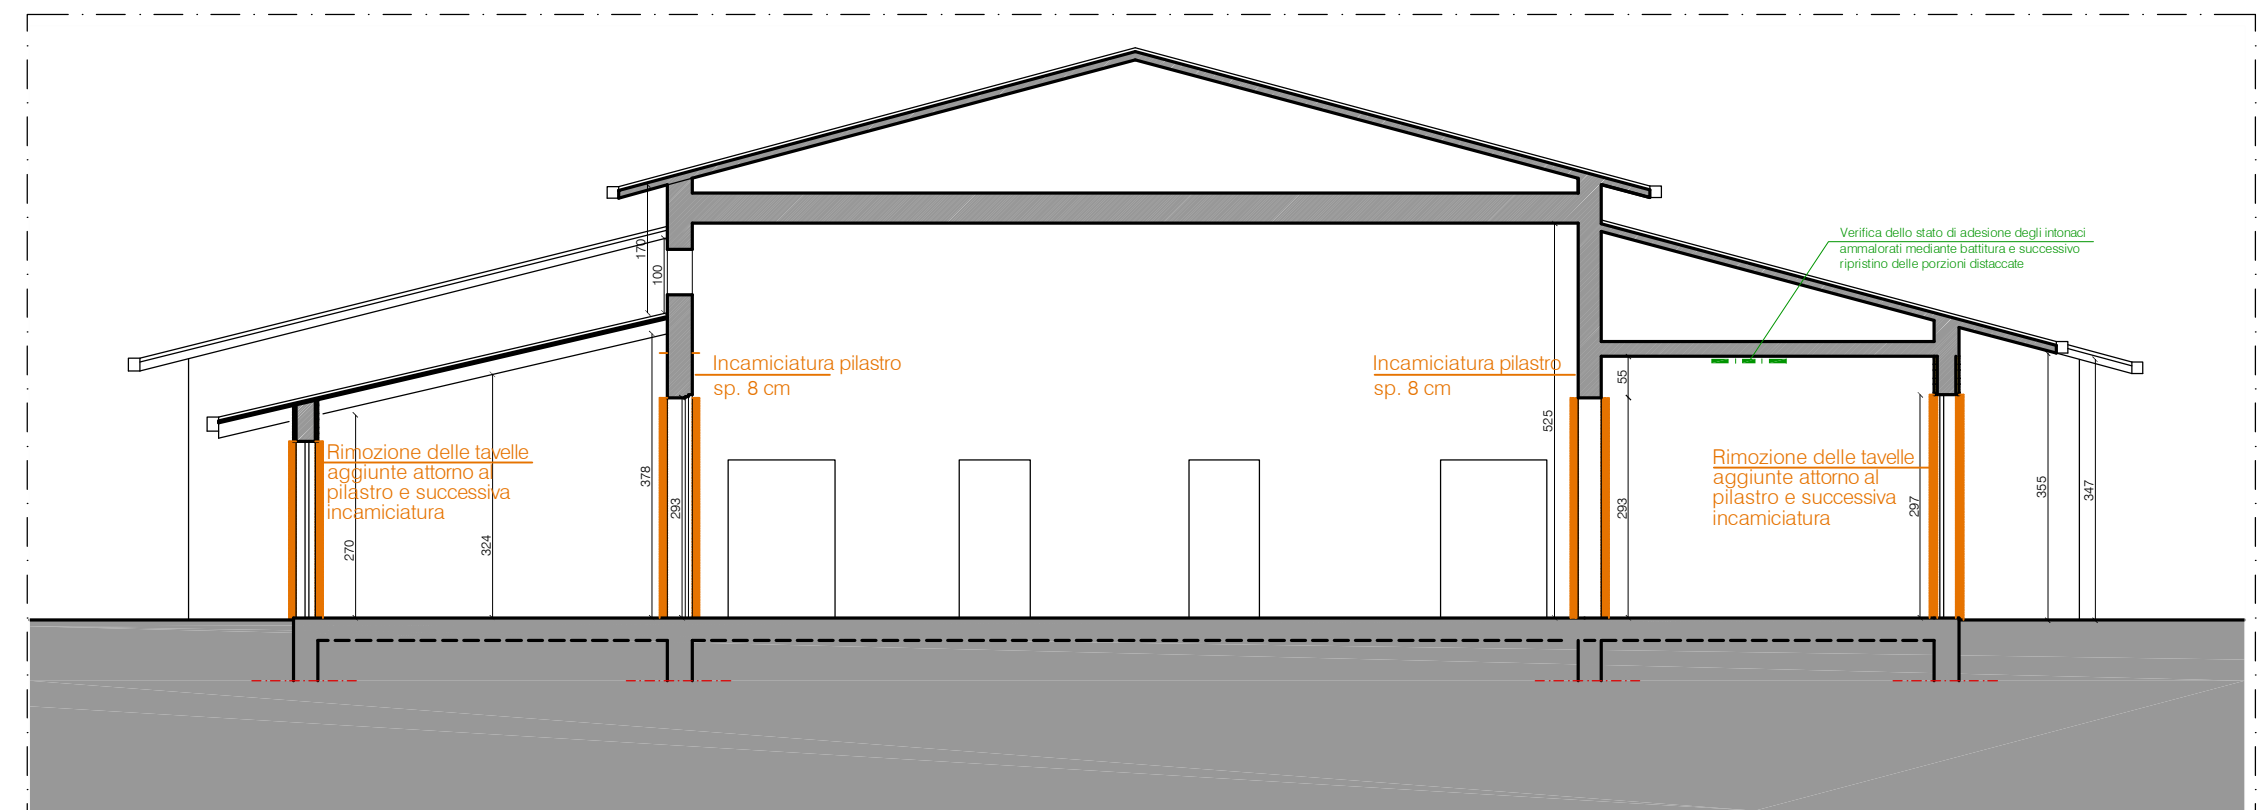 Verifica dello stato di adesione degli intonaci
ammalorati mediante battitura e successivo
ripristino delle porzioni distaccate
170
100
Incamiciatura pilastro
sp. 8 cm
Incamiciatura pilastro
sp. 8 cm
55
525
Rimozione delle tavelle
aggiunte attorno al
pilastro e successiva
incamiciatura
Rimozione delle tavelle
aggiunte attorno al
pilastro e successiva
incamiciatura
270
324
378
293
293
297
355
347